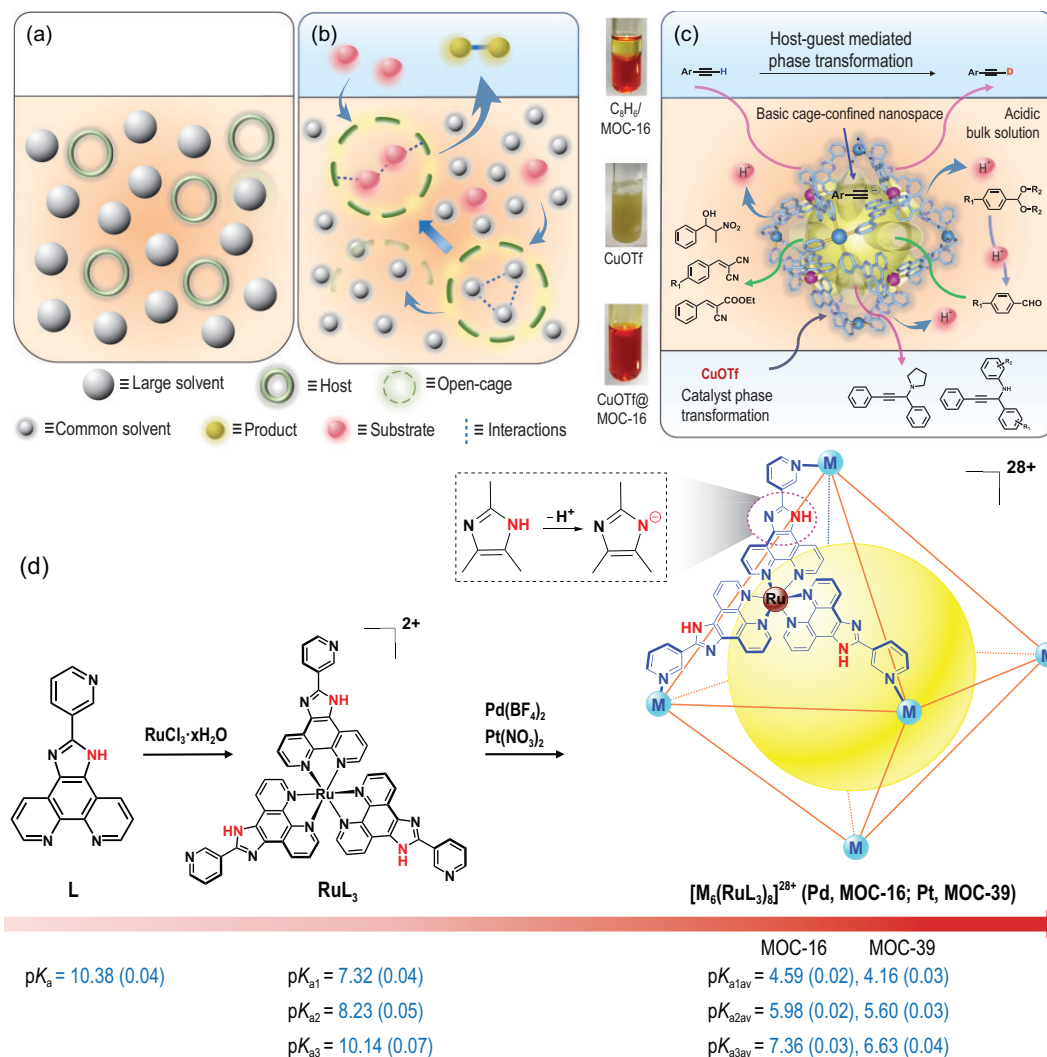 (a)
(b)
(c)
C₈H₆/
MOC-16
CuOTf
CuOTf@
MOC-16
Host-guest mediated
phase transformation
Ar H
Ar D
Basic cage-confined nanospace
Acidic
bulk solution
H⁺
H⁺
Ar ⊖
OH
NO₂
R₁
CN
CN
COOEt
CN
R₁
O–R₂
O–R₂
H⁺
R₁
CHO
H⁺
CuOTf
Catalyst phase
transformation
N
R₂
NH
R₁
≡ Large solvent
≡ Host
≡ Open-cage
≡ Common solvent
≡ Product
≡ Substrate
≡ Interactions
(d)
N NH
–H⁺
N N ⊖
28+
M
N
N NH
N N
Ru
N N
N N
HN N
N N
H
N N
M M M
M
2+
N
N NH
N N
L
RuCl₃·xH₂O
N
N NH
N N
N Ru N
N N
HN N
N N
H
N N
RuL₃
Pd(BF₄)₂
Pt(NO₃)₂
[M₆(RuL₃)₈]²⁸⁺ (Pd, MOC-16; Pt, MOC-39)
MOC-16 MOC-39
pKₐ = 10.38 (0.04)
pKₐ₁ = 7.32 (0.04)
pKₐ₂ = 8.23 (0.05)
pKₐ₃ = 10.14 (0.07)
pKₐ₁ₐᵥ = 4.59 (0.02), 4.16 (0.03)
pKₐ₂ₐᵥ = 5.98 (0.02), 5.60 (0.03)
pKₐ₃ₐᵥ = 7.36 (0.03), 6.63 (0.04)